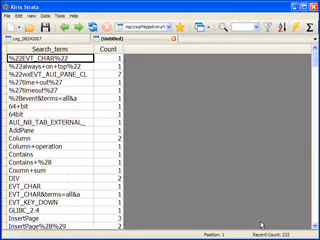 Kirix Strata
File Edit View Data Tools Help
Log_08242007
(Untitled)
Search_term Count
%22EVT_CHAR%22 1
%22always+on+top%22 1
%22wxEVT_AUI_PANE_CL 7
%27time+out%27 1
%27timeout%27 1
%2Bevent&terms=all&a 1
64+bit 1
64bit 1
AUI_NB_TAB_EXTERNAL_ 1
AddPane 1
Column 2
Column+operation 1
Contains 1
Contains+%28 1
Coumn+sum 1
DIV 2
EVT_CHAR 1
EVT_CHAR&terms=all&a 1
EVT_KEY_DOWN 1
GLIBC_2.4 1
InsertPage 3
InsertPage%28%29 2
Position: 1 Record Count: 232